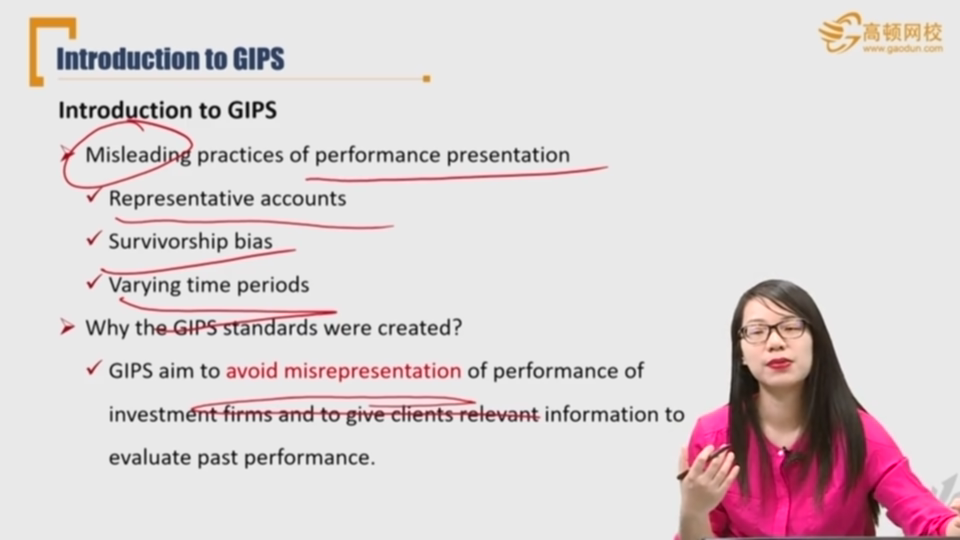 Introduction to GIPS
高顿网校
www.gaodun.com
Introduction to GIPS
Misleading practices of performance presentation
Representative accounts
Survivorship bias
Varying time periods
Why the GIPS standards were created?
GIPS aim to avoid misrepresentation of performance of
investment firms and to give clients relevant information to
evaluate past performance.